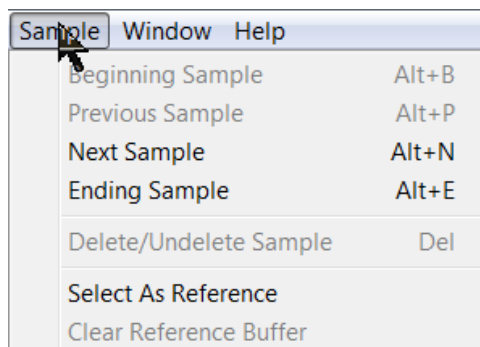 Sample Window Help
Beginning Sample Alt+B
Previous Sample Alt+P
Next Sample Alt+N
Ending Sample Alt+E
Delete/Undelete Sample Del
Select As Reference
Clear Reference Buffer